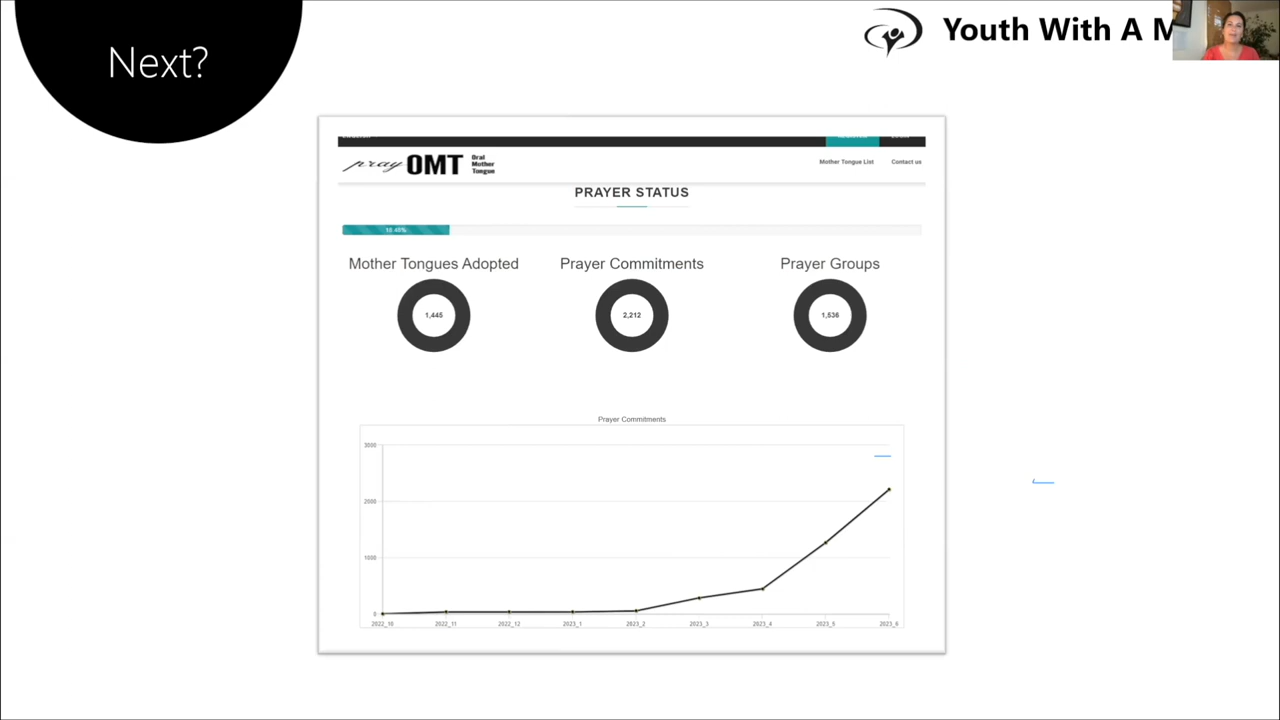 Next?
Youth With A M
pray OMT Oral
Mother
Tongue
Mother Tongue List
Contact us
PRAYER STATUS
Mother Tongues Adopted
Prayer Commitments
Prayer Groups
1,445
2,212
1,536
Prayer Commitments
3000
2000
1000
0
2022_10
2022_11
2022_12
2023_1
2023_2
2023_3
2023_4
2023_5
2023_6